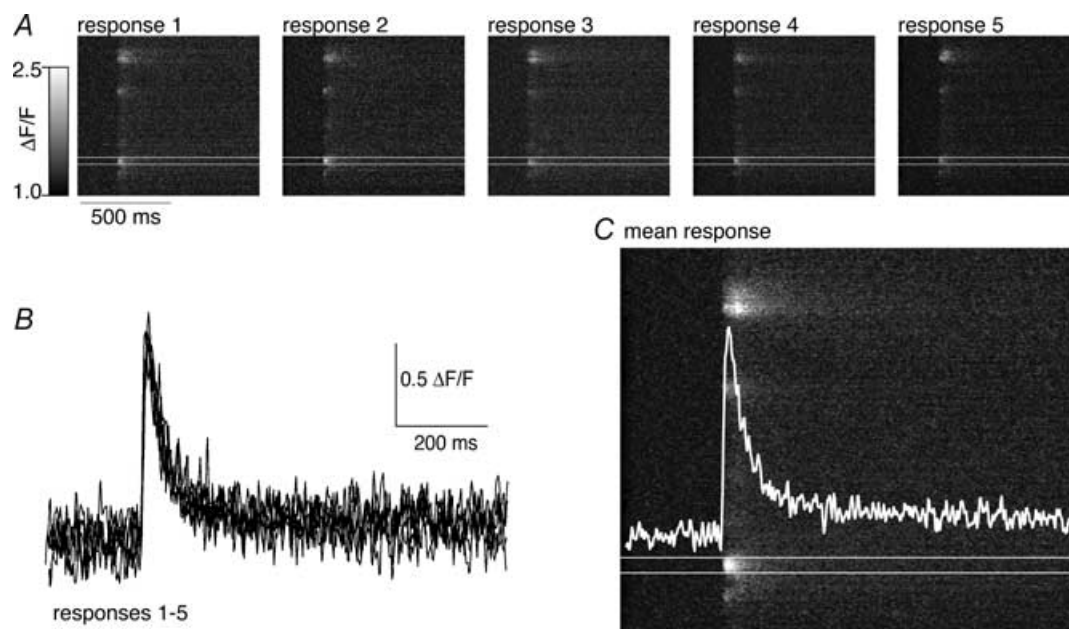 A
response 1
response 2
response 3
response 4
response 5
2.5
ΔF/F
1.0
500 ms
B
0.5 ΔF/F
200 ms
responses 1-5
C mean response